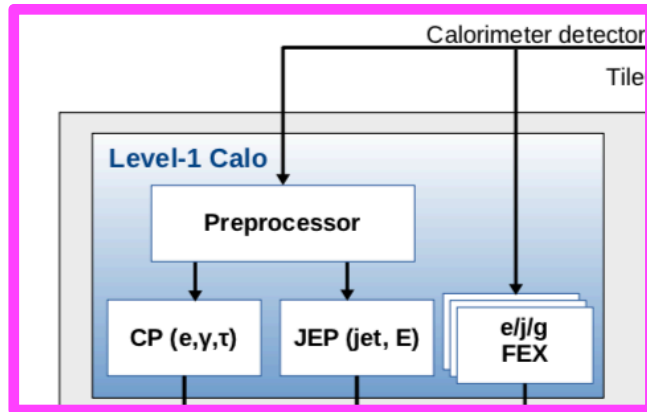 Calorimeter detector
Tile
Level-1 Calo
Preprocessor
CP (e,γ,τ)
JEP (jet, E)
e/j/g
FEX